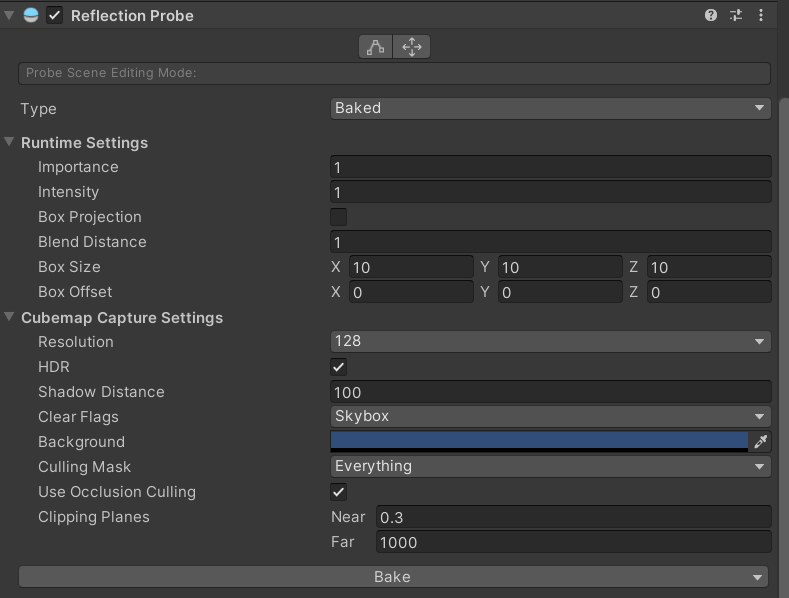 Reflection Probe
Probe Scene Editing Mode:
Type Baked
Runtime Settings
Importance 1
Intensity 1
Box Projection
Blend Distance 1
Box Size X 10 Y 10 Z 10
Box Offset X 0 Y 0 Z 0
Cubemap Capture Settings
Resolution 128
HDR
Shadow Distance 100
Clear Flags Skybox
Background
Culling Mask Everything
Use Occlusion Culling
Clipping Planes Near 0.3
Far 1000
Bake